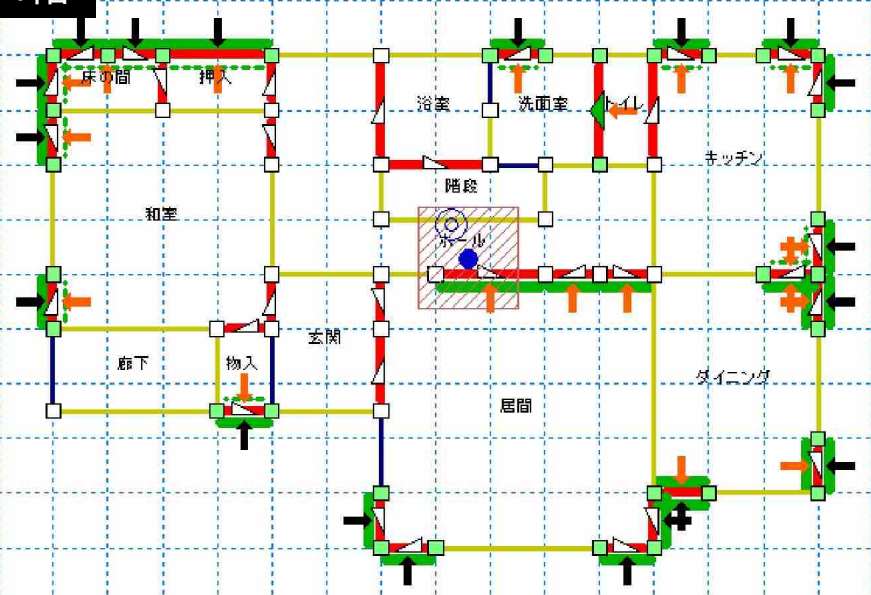 床の間
押入
浴室
洗面室
トイレ
キッチン
階段
和室
ホール
玄関
廊下
物入
ダイニング
居間